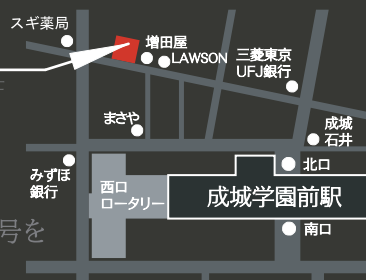 スギ薬局
増田屋
LAWSON
三菱東京
UFJ銀行
まさや
成城
石井
みずほ
銀行
西口
ロータリー
北口
成城学園前駅
南口
号を